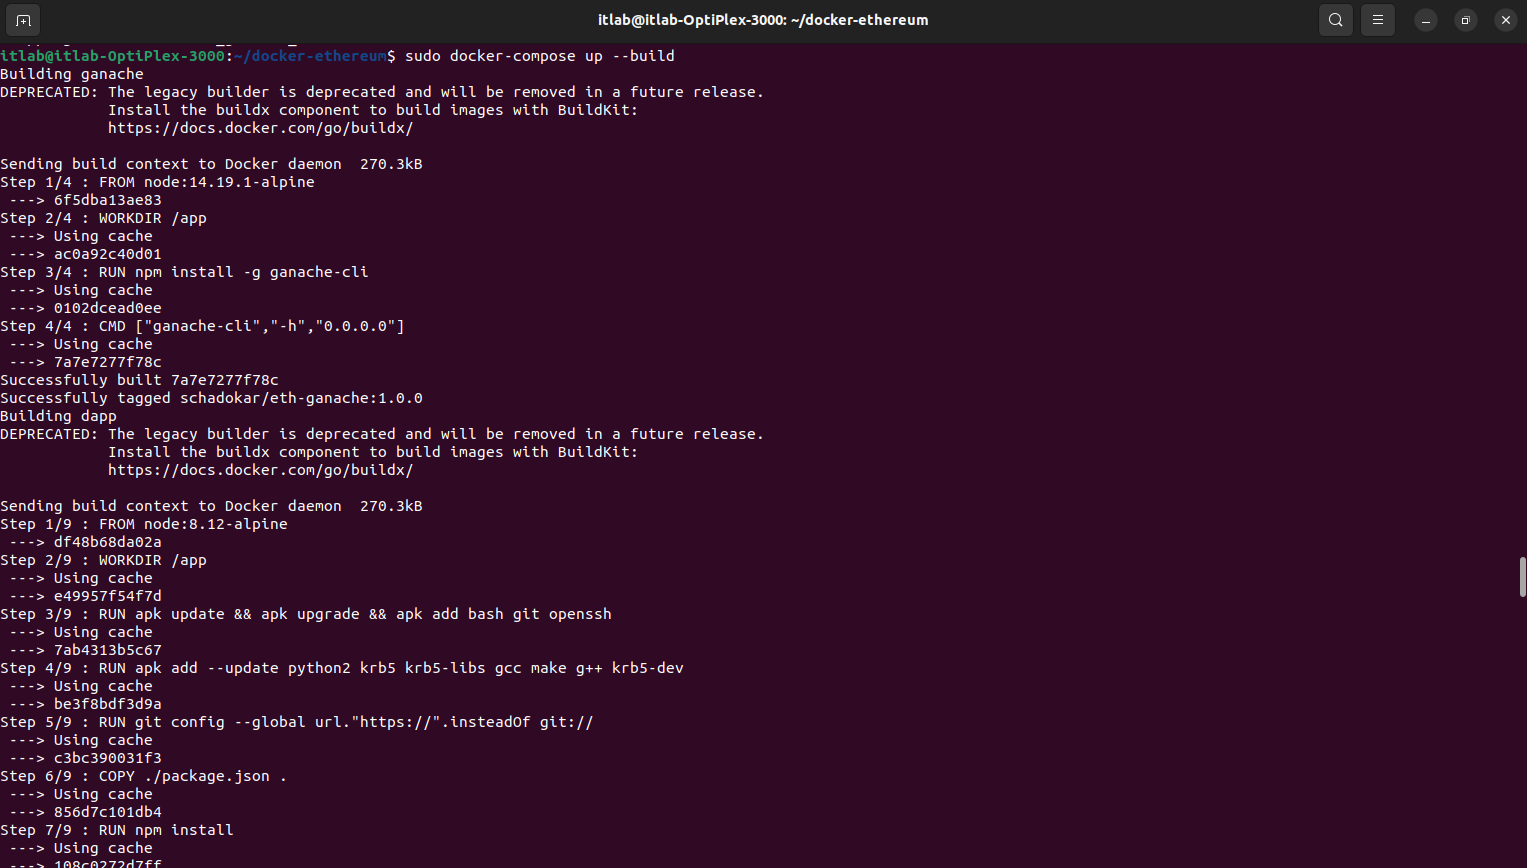 itlab@itlab-OptiPlex-3000: ~/docker-ethereum
itlab@itlab-OptiPlex-3000:~/docker-ethereum$ sudo docker-compose up --build
Building ganache
DEPRECATED: The legacy builder is deprecated and will be removed in a future release.
            Install the buildx component to build images with BuildKit:
            https://docs.docker.com/go/buildx/
Sending build context to Docker daemon  270.3kB
Step 1/4 : FROM node:14.19.1-alpine
 ---> 6f5dba13ae83
Step 2/4 : WORKDIR /app
 ---> Using cache
 ---> ac0a92c40d01
Step 3/4 : RUN npm install -g ganache-cli
 ---> Using cache
 ---> 0102dcead0ee
Step 4/4 : CMD ["ganache-cli","-h","0.0.0.0"]
 ---> Using cache
 ---> 7a7e7277f78c
Successfully built 7a7e7277f78c
Successfully tagged schadokar/eth-ganache:1.0.0
Building dapp
DEPRECATED: The legacy builder is deprecated and will be removed in a future release.
            Install the buildx component to build images with BuildKit:
            https://docs.docker.com/go/buildx/
Sending build context to Docker daemon  270.3kB
Step 1/9 : FROM node:8.12-alpine
 ---> df48b68da02a
Step 2/9 : WORKDIR /app
 ---> Using cache
 ---> e49957f54f7d
Step 3/9 : RUN apk update && apk upgrade && apk add bash git openssh
 ---> Using cache
 ---> 7ab4313b5c67
Step 4/9 : RUN apk add --update python2 krb5 krb5-libs gcc make g++ krb5-dev
 ---> Using cache
 ---> be3f8bdf3d9a
Step 5/9 : RUN git config --global url."https://".insteadOf git://
 ---> Using cache
 ---> c3bc390031f3
Step 6/9 : COPY ./package.json .
 ---> Using cache
 ---> 856d7c101db4
Step 7/9 : RUN npm install
 ---> Using cache
 ---> 108c0272d7ff